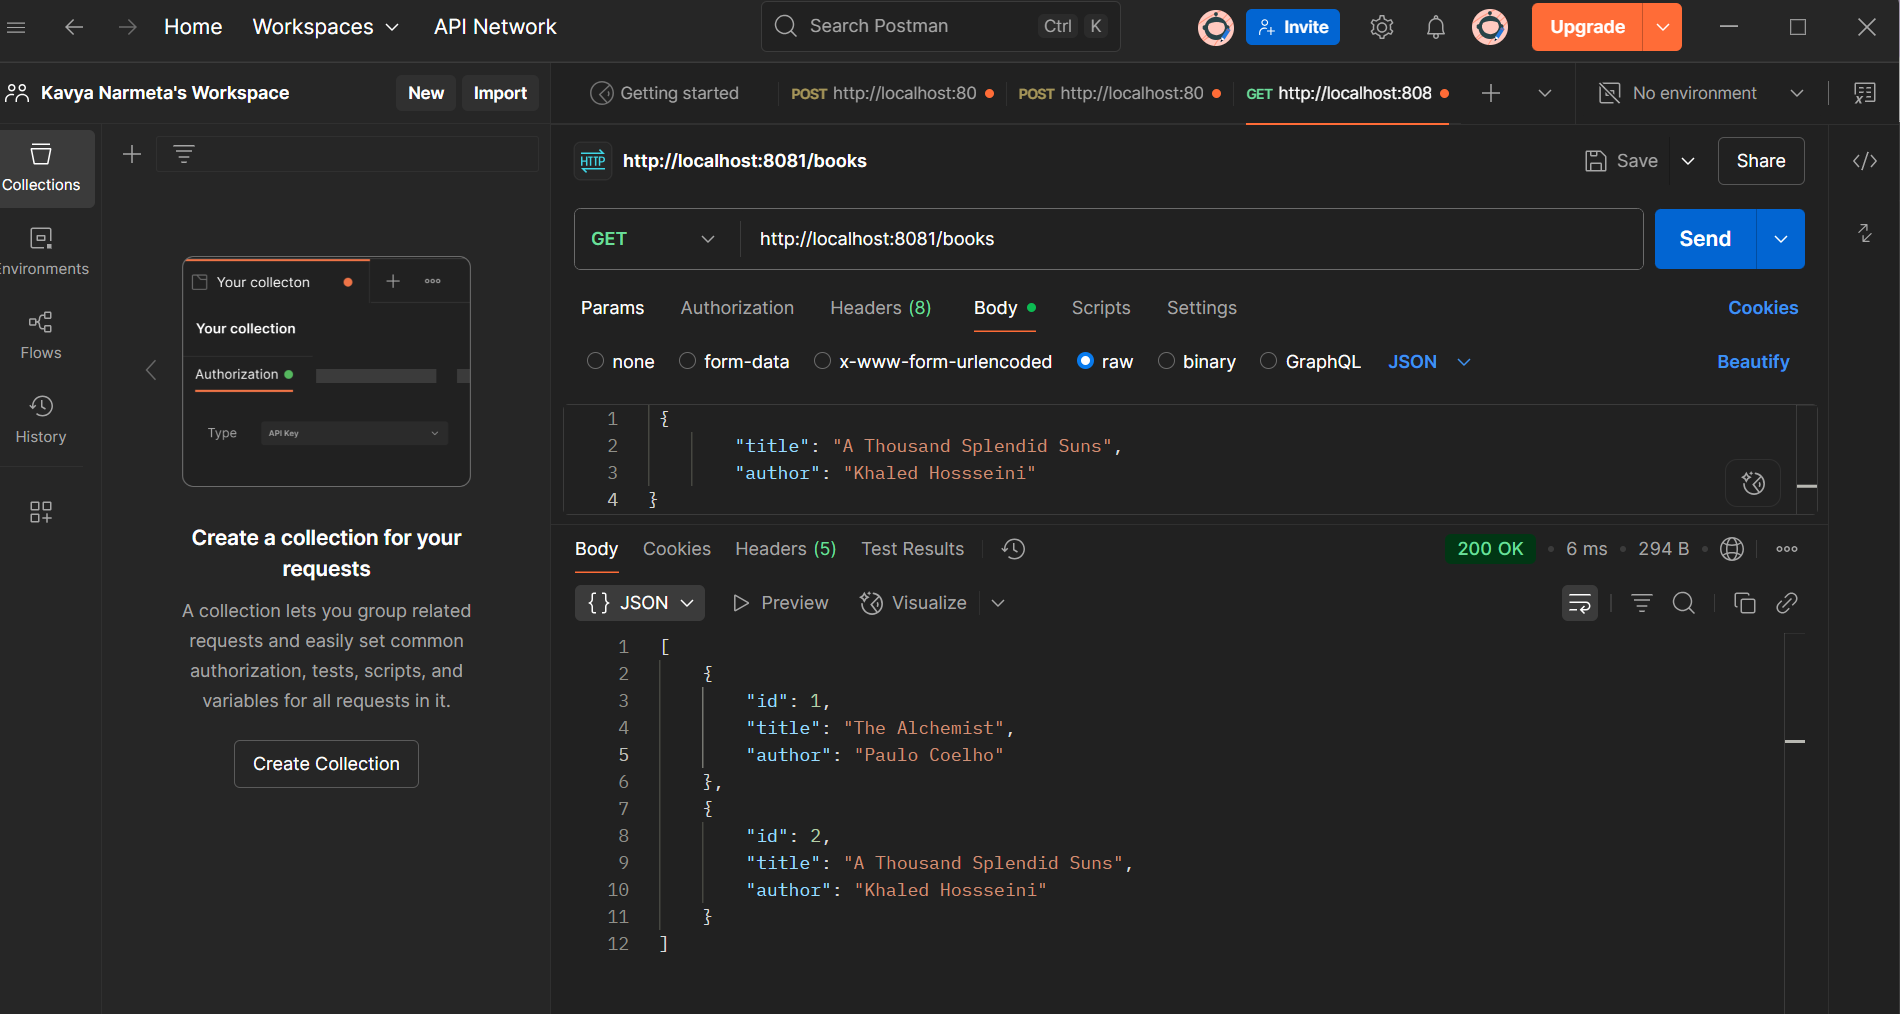 Home Workspaces API Network Search Postman Ctrl K Invite Upgrade
Kavya Narmeta's Workspace New Import
Getting started POST http://localhost:80 POST http://localhost:80 GET http://localhost:808 No environment
Collections
Environments
Flows
History
Your collecton
Your collection
Authorization
Type API Key
Create a collection for your
requests
A collection lets you group related
requests and easily set common
authorization, tests, scripts, and
variables for all requests in it.
Create Collection
HTTP http://localhost:8081/books Save Share
GET http://localhost:8081/books Send
Params Authorization Headers (8) Body Scripts Settings Cookies
none form-data x-www-form-urlencoded raw binary GraphQL JSON Beautify
1 {
2 "title": "A Thousand Splendid Suns",
3 "author": "Khaled Hossseini"
4 }
Body Cookies Headers (5) Test Results 200 OK 6 ms 294 B
{} JSON Preview Visualize
1 [
2 {
3 "id": 1,
4 "title": "The Alchemist",
5 "author": "Paulo Coelho"
6 },
7 {
8 "id": 2,
9 "title": "A Thousand Splendid Suns",
10 "author": "Khaled Hossseini"
11 }
12 ]